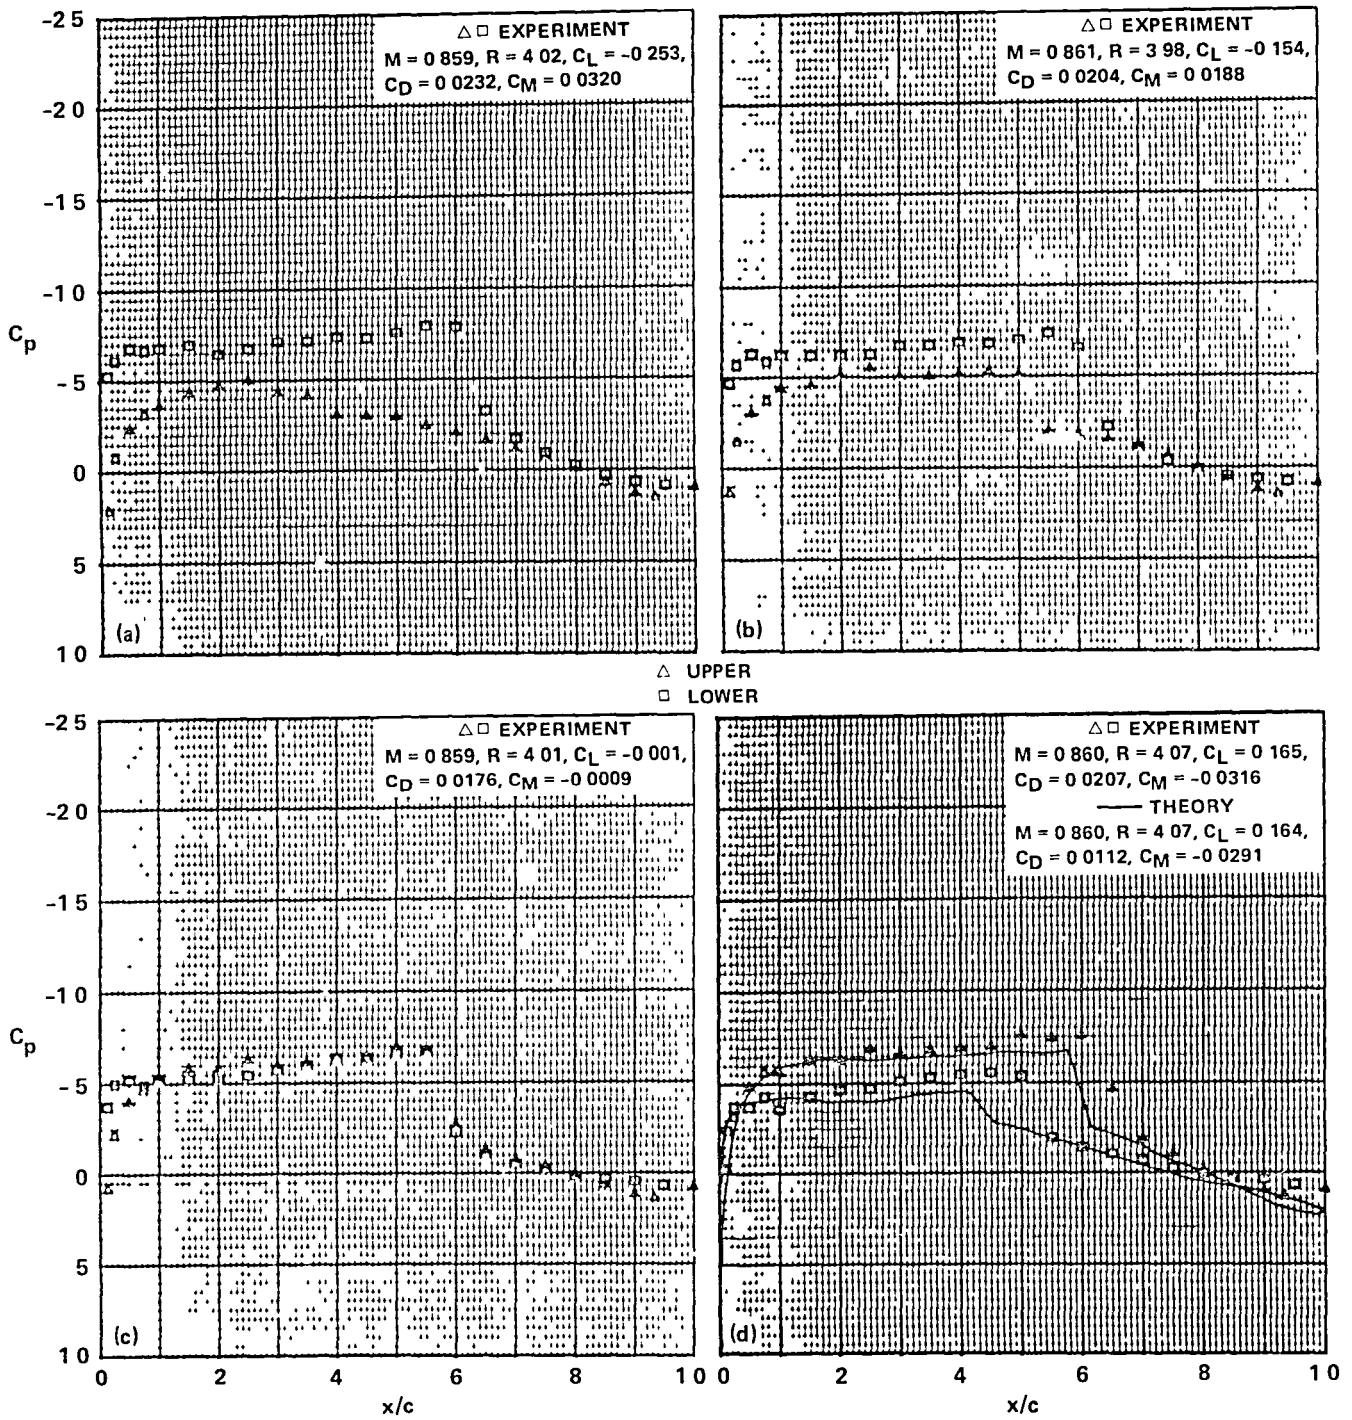 -2 5
-2 0
-1 5
-1 0
Cp
- 5
0
5
1 0
△ □ EXPERIMENT
M = 0 859, R = 4 02, CL = -0 253,
CD = 0 0232, CM = 0 0320
(a)
△ □ EXPERIMENT
M = 0 861, R = 3 98, CL = -0 154,
CD = 0 0204, CM = 0 0188
(b)
△ UPPER
□ LOWER
-2 5
-2 0
-1 5
-1 0
Cp
- 5
0
5
1 0
△ □ EXPERIMENT
M = 0 859, R = 4 01, CL = -0 001,
CD = 0 0176, CM = -0 0009
(c)
0 2 4 6 8 1 0
x/c
△ □ EXPERIMENT
M = 0 860, R = 4 07, CL = 0 165,
CD = 0 0207, CM = -0 0316
— THEORY
M = 0 860, R = 4 07, CL = 0 164,
CD = 0 0112, CM = -0 0291
(d)
0 2 4 6 8 1 0
x/c